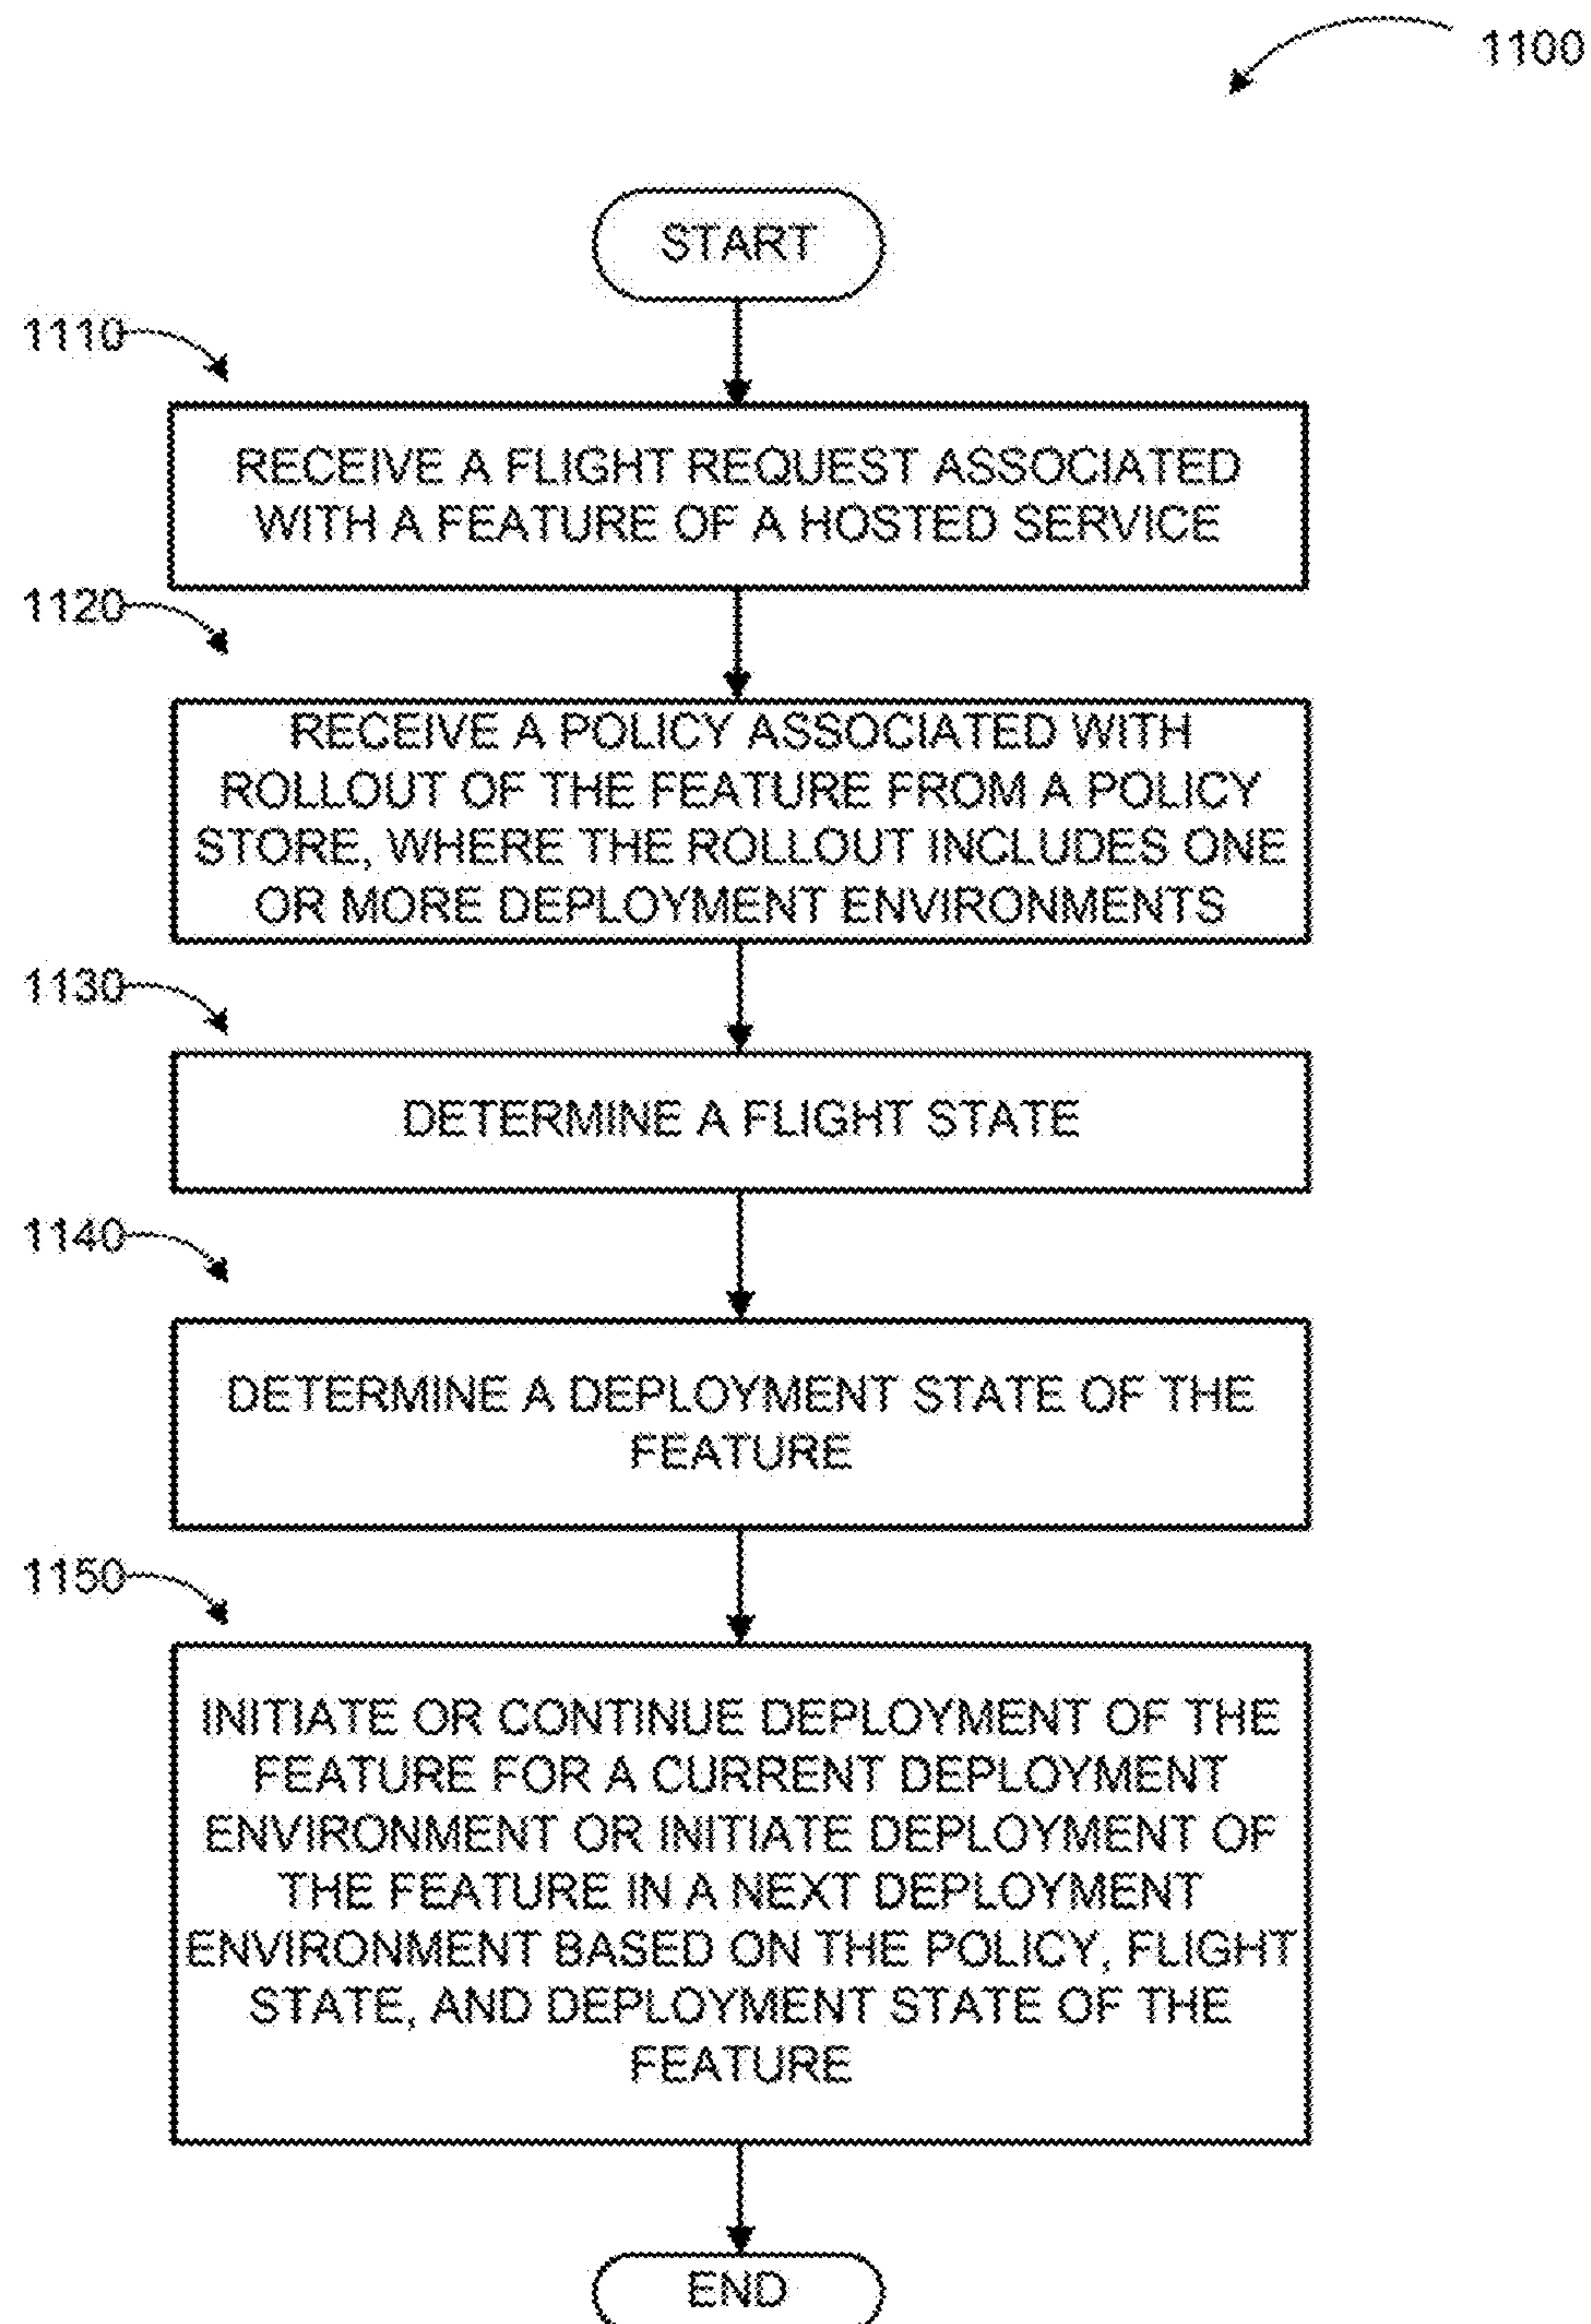 1100
START
1110
RECEIVE A FLIGHT REQUEST ASSOCIATED
WITH A FEATURE OF A HOSTED SERVICE
1120
RECEIVE A POLICY ASSOCIATED WITH
ROLLOUT OF THE FEATURE FROM A POLICY
STORE, WHERE THE ROLLOUT INCLUDES ONE
OR MORE DEPLOYMENT ENVIRONMENTS
1130
DETERMINE A FLIGHT STATE
1140
DETERMINE A DEPLOYMENT STATE OF THE
FEATURE
1150
INITIATE OR CONTINUE DEPLOYMENT OF THE
FEATURE FOR A CURRENT DEPLOYMENT
ENVIRONMENT OR INITIATE DEPLOYMENT OF
THE FEATURE IN A NEXT DEPLOYMENT
ENVIRONMENT BASED ON THE POLICY, FLIGHT
STATE, AND DEPLOYMENT STATE OF THE
FEATURE
END